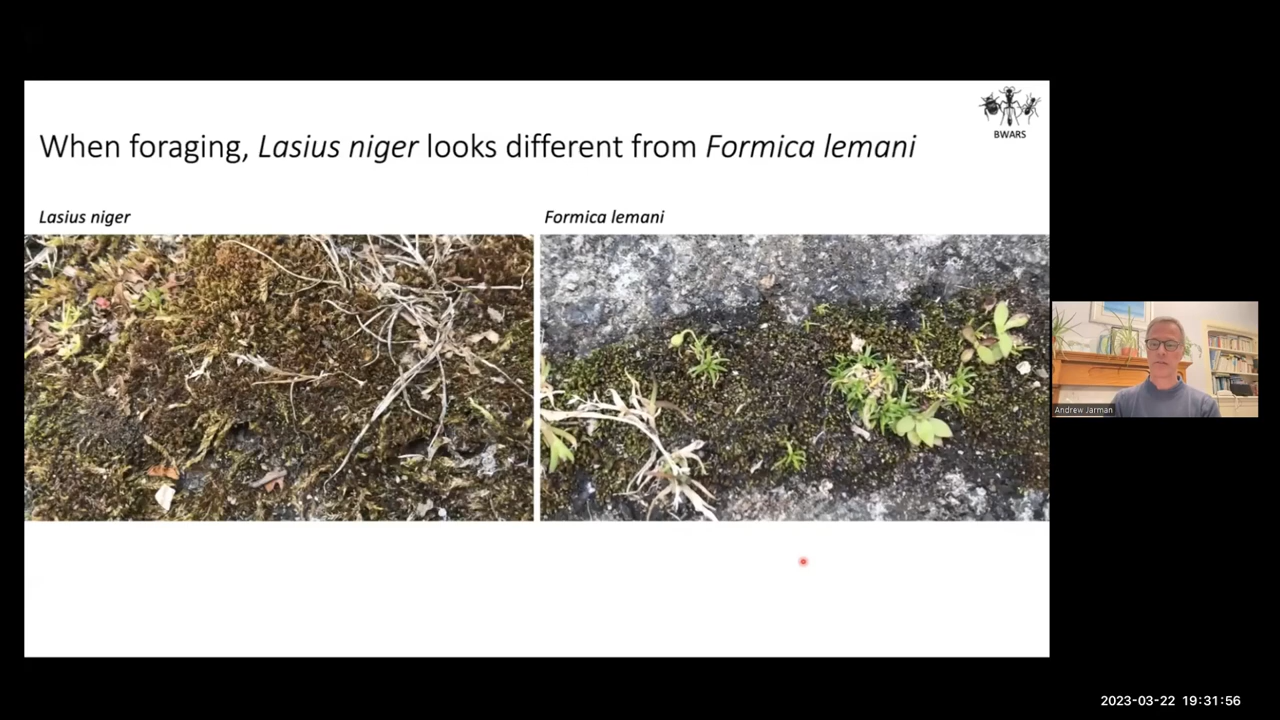 BWARS
When foraging, Lasius niger looks different from Formica lemani
Lasius niger
Formica lemani
Andrew Jarman
2023-03-22 19:31:56